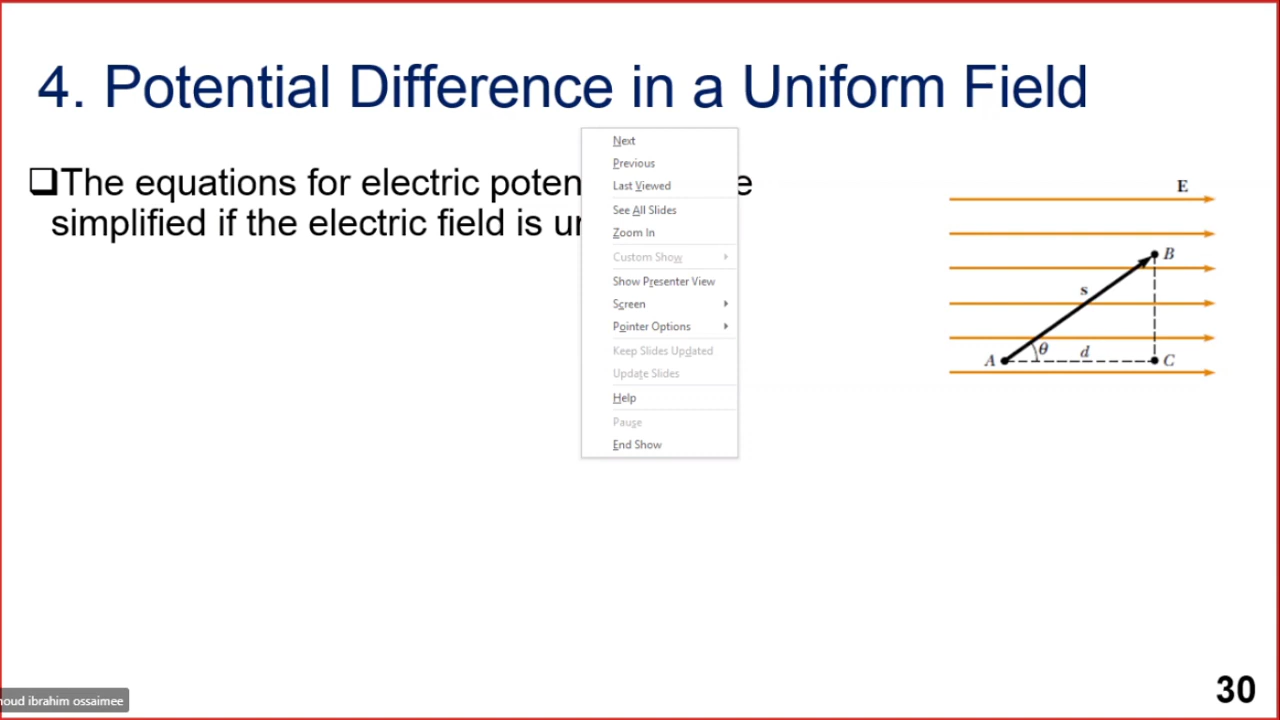 4. Potential Difference in a Uniform Field
❑The equations for electric poten e
simplified if the electric field is
Next
Previous
Last Viewed
See All Slides
Zoom In
Custom Show
Show Presenter View
Screen
Pointer Options
Keep Slides Updated
Update Slides
Help
Pause
End Show
E
B
s
θ
d
A
C
30
noud ibrahim ossaimee